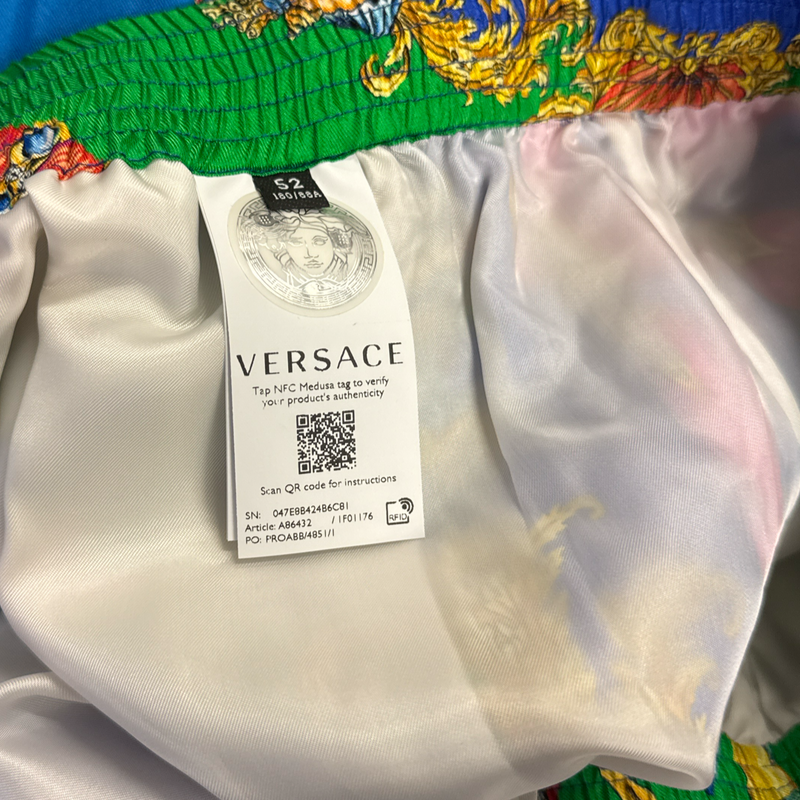 52
180/88A
VERSACE
Tap NFC Medusa tag to verify
your product's authenticity
Scan QR code for instructions
SN: 047E8B424B6C81
Article: A86432 / 1F01176
PO: PROABB/4851/1
RFID